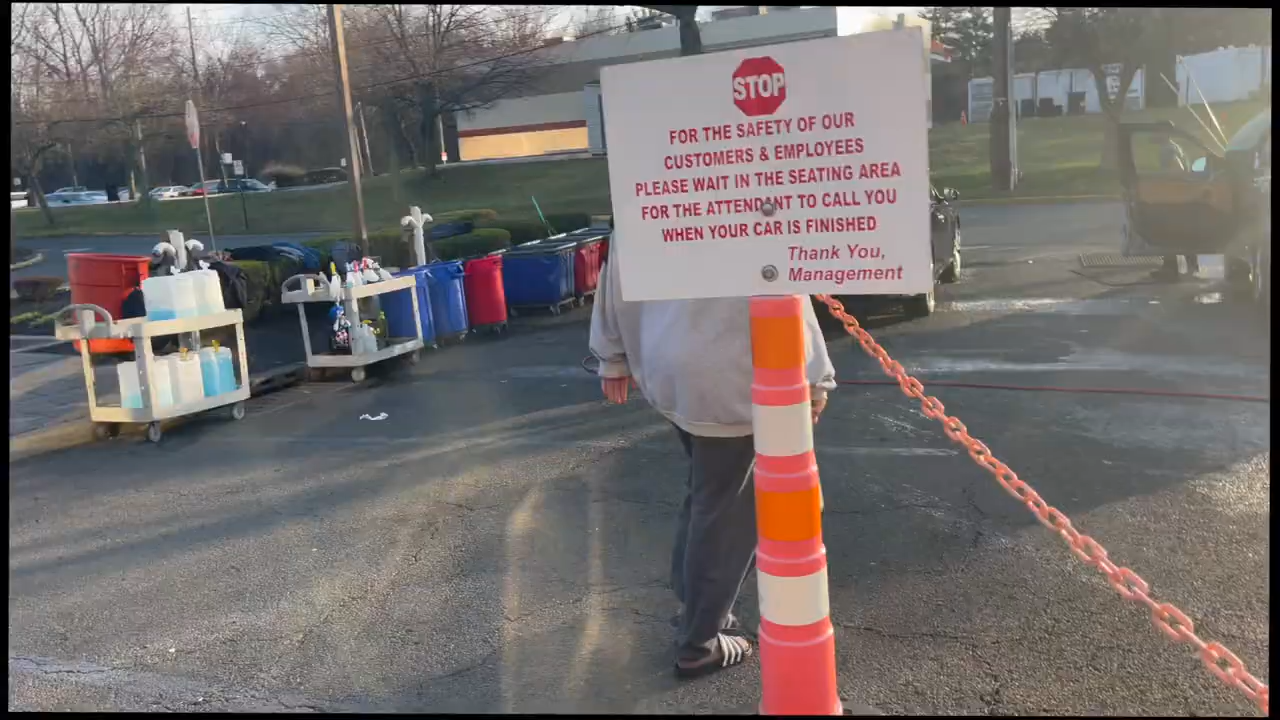 STOP
FOR THE SAFETY OF OUR
CUSTOMERS & EMPLOYEES
PLEASE WAIT IN THE SEATING AREA
FOR THE ATTENDANT TO CALL YOU
WHEN YOUR CAR IS FINISHED
Thank You,
Management